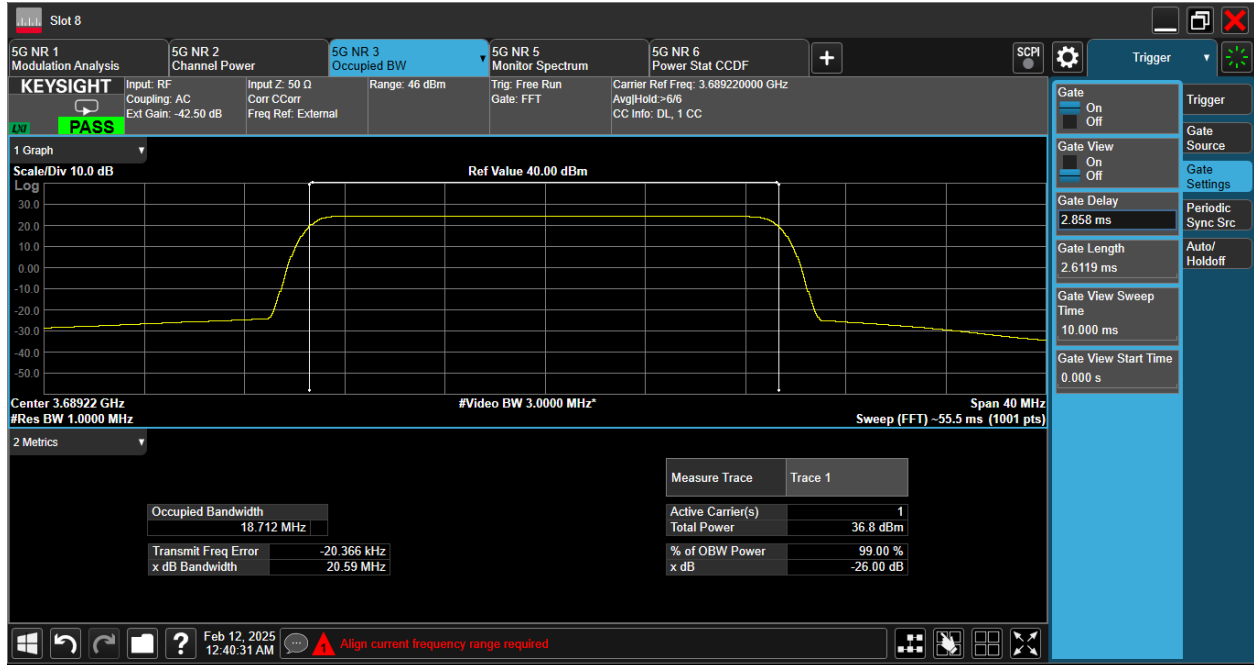 Slot 8
5G NR 1
Modulation Analysis
5G NR 2
Channel Power
5G NR 3
Occupied BW
5G NR 5
Monitor Spectrum
5G NR 6
Power Stat CCDF
SCPI
Trigger
KEYSIGHT
LXI
PASS
Input: RF
Coupling: AC
Ext Gain: -42.50 dB
Input Z: 50 Ω
Corr CCorr
Freq Ref: External
Range: 46 dBm
Trig: Free Run
Gate: FFT
Carrier Ref Freq: 3.689220000 GHz
Avg|Hold:>6/6
CC Info: DL, 1 CC
1 Graph
Scale/Div 10.0 dB
Ref Value 40.00 dBm
Log
30.0
20.0
10.0
0.00
-10.0
-20.0
-30.0
-40.0
-50.0
Center 3.68922 GHz
#Video BW 3.0000 MHz*
Span 40 MHz
#Res BW 1.0000 MHz
Sweep (FFT) ~55.5 ms (1001 pts)
2 Metrics
Occupied Bandwidth
18.712 MHz
Transmit Freq Error -20.366 kHz
x dB Bandwidth 20.59 MHz
Measure Trace Trace 1
Active Carrier(s) 1
Total Power 36.8 dBm
% of OBW Power 99.00 %
x dB -26.00 dB
Gate
On
Off
Gate View
On
Off
Gate Delay
2.858 ms
Gate Length
2.6119 ms
Gate View Sweep
Time
10.000 ms
Gate View Start Time
0.000 s
Trigger
Gate
Source
Gate
Settings
Periodic
Sync Src
Auto/
Holdoff
?
Feb 12, 2025
12:40:31 AM
1
Align current frequency range required